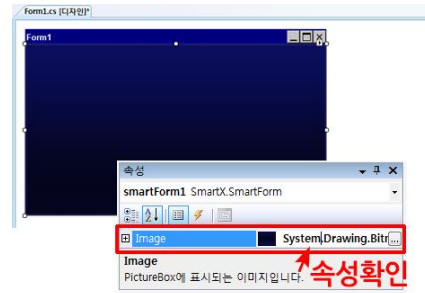 Form1.cs [디자인]*
Form1
속성
smartForm1 SmartX.SmartForm
Image System.Drawing.Bitr...
Image
PictureBox에 표시되는 이미지입니다.
속성확인